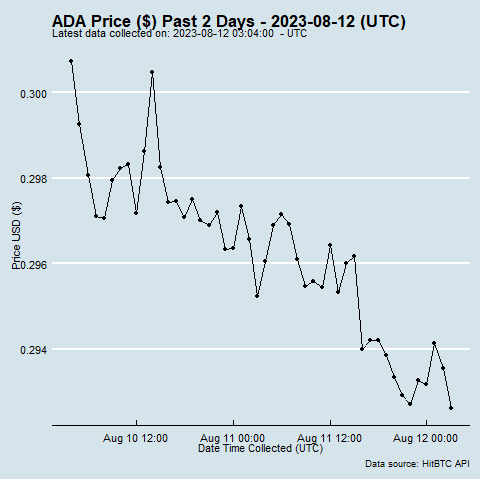 ADA Price ($) Past 2 Days - 2023-08-12 (UTC)
Latest data collected on: 2023-08-12 03:04:00  - UTC
0.300
0.298
0.296
0.294
Price USD ($)
Aug 10 12:00
Aug 11 00:00
Aug 11 12:00
Aug 12 00:00
Date Time Collected (UTC)
Data source: HitBTC API